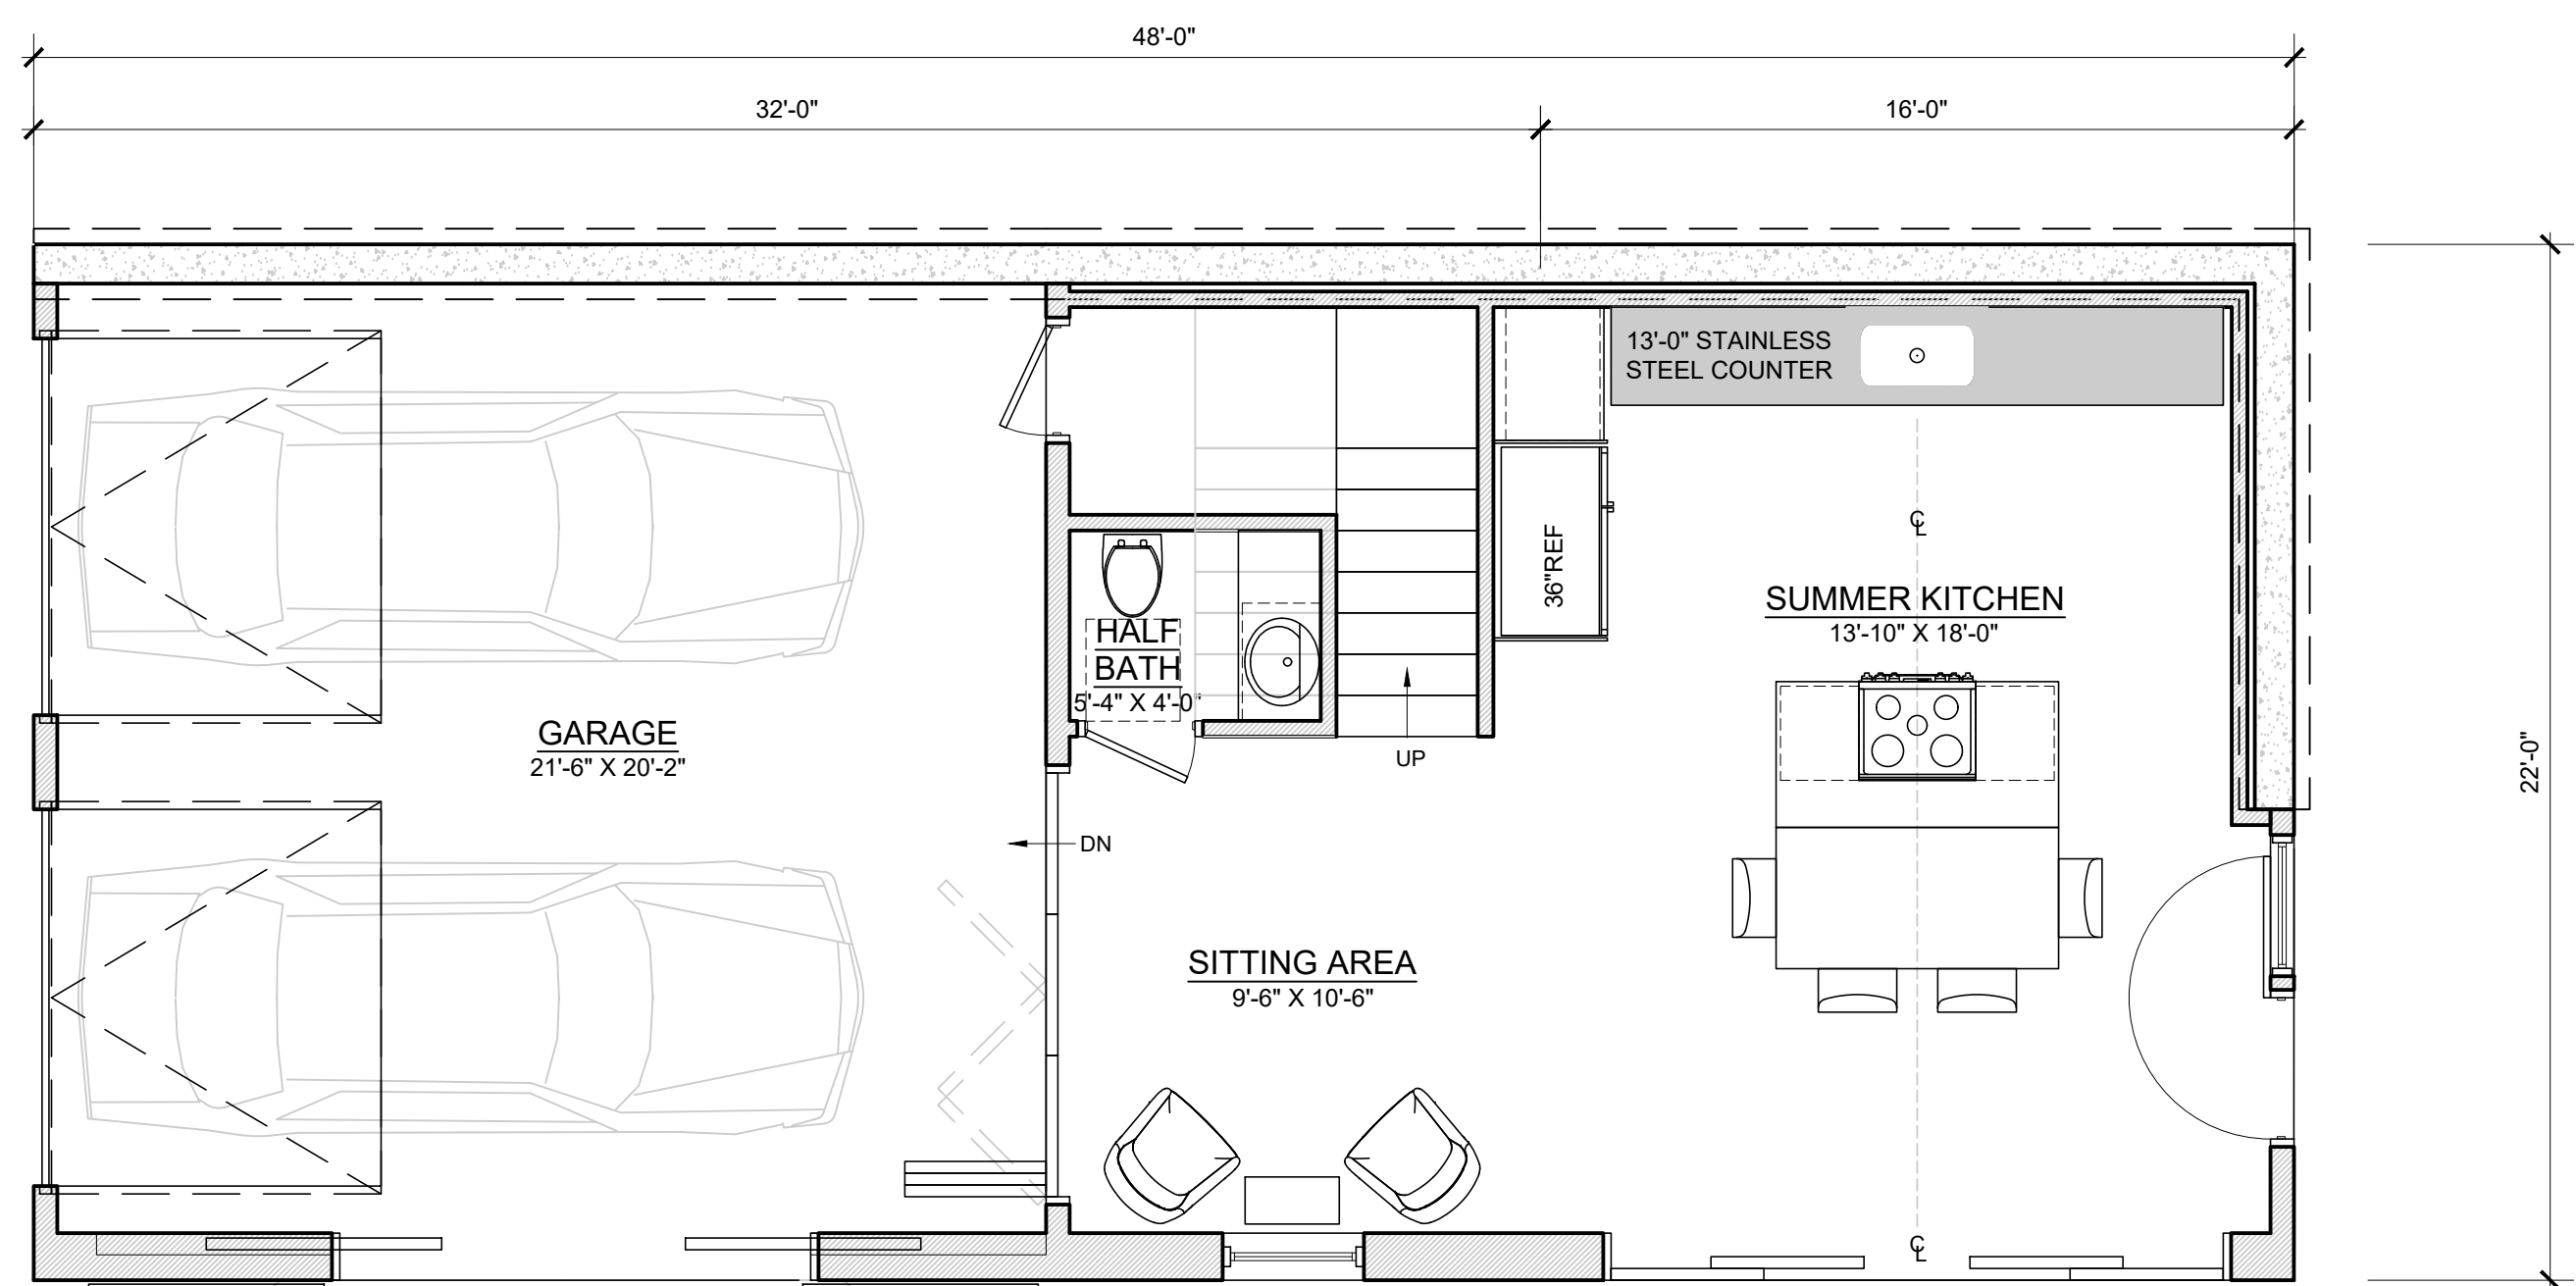 48'-0"
32'-0"
16'-0"
13'-0" STAINLESS
STEEL COUNTER
36"REF
℄
SUMMER KITCHEN
13'-10" X 18'-0"
HALF
BATH
5'-4" X 4'-0"
GARAGE
21'-6" X 20'-2"
UP
22'-0"
DN
SITTING AREA
9'-6" X 10'-6"
℄